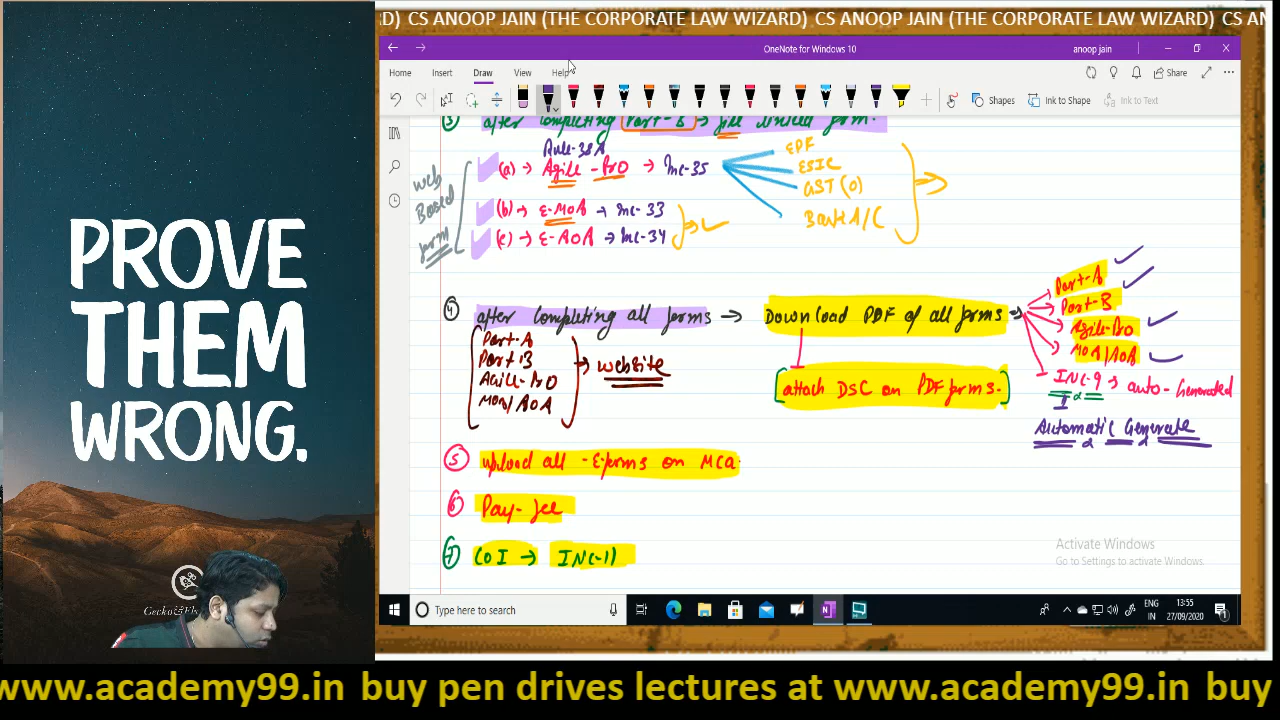 D) CS ANOOP JAIN (THE CORPORATE LAW WIZARD) CS ANOOP JAIN (THE CORPORATE LAW WIZARD) CS AN
OneNote for Windows 10
anoop jain
Home Insert Draw View Help
Share
Shapes
Ink to Shape
Ink to Text
③ after completing Part-B → fill linked form.
Rule-38A
(a) → Agile-PrO → INC-35
EPF
ESIC
GST (O)
Bank A/C
(b) → E-MOA → INC-33
(c) → E-AOA → INC-34
web
Based
form
④ after completing all forms → Download PDF of all forms →
Part-A
Part-B
Agile-PrO
MOA/AOA
INC-9 → auto-Generated
Automatic Generate
Part-A
Part-B
Agile-PrO
MOA/AOA
→ website
attach DSC on PDF forms.
⑤ upload all -Eforms on MCA
⑥ Pay-fee
⑦ COI → INC-11
Activate Windows
Go to Settings to activate Windows.
Type here to search
ENG
IN
13:55
27/09/2020
PROVE
THEM
WRONG.
www.academy99.in buy pen drives lectures at www.academy99.in buy